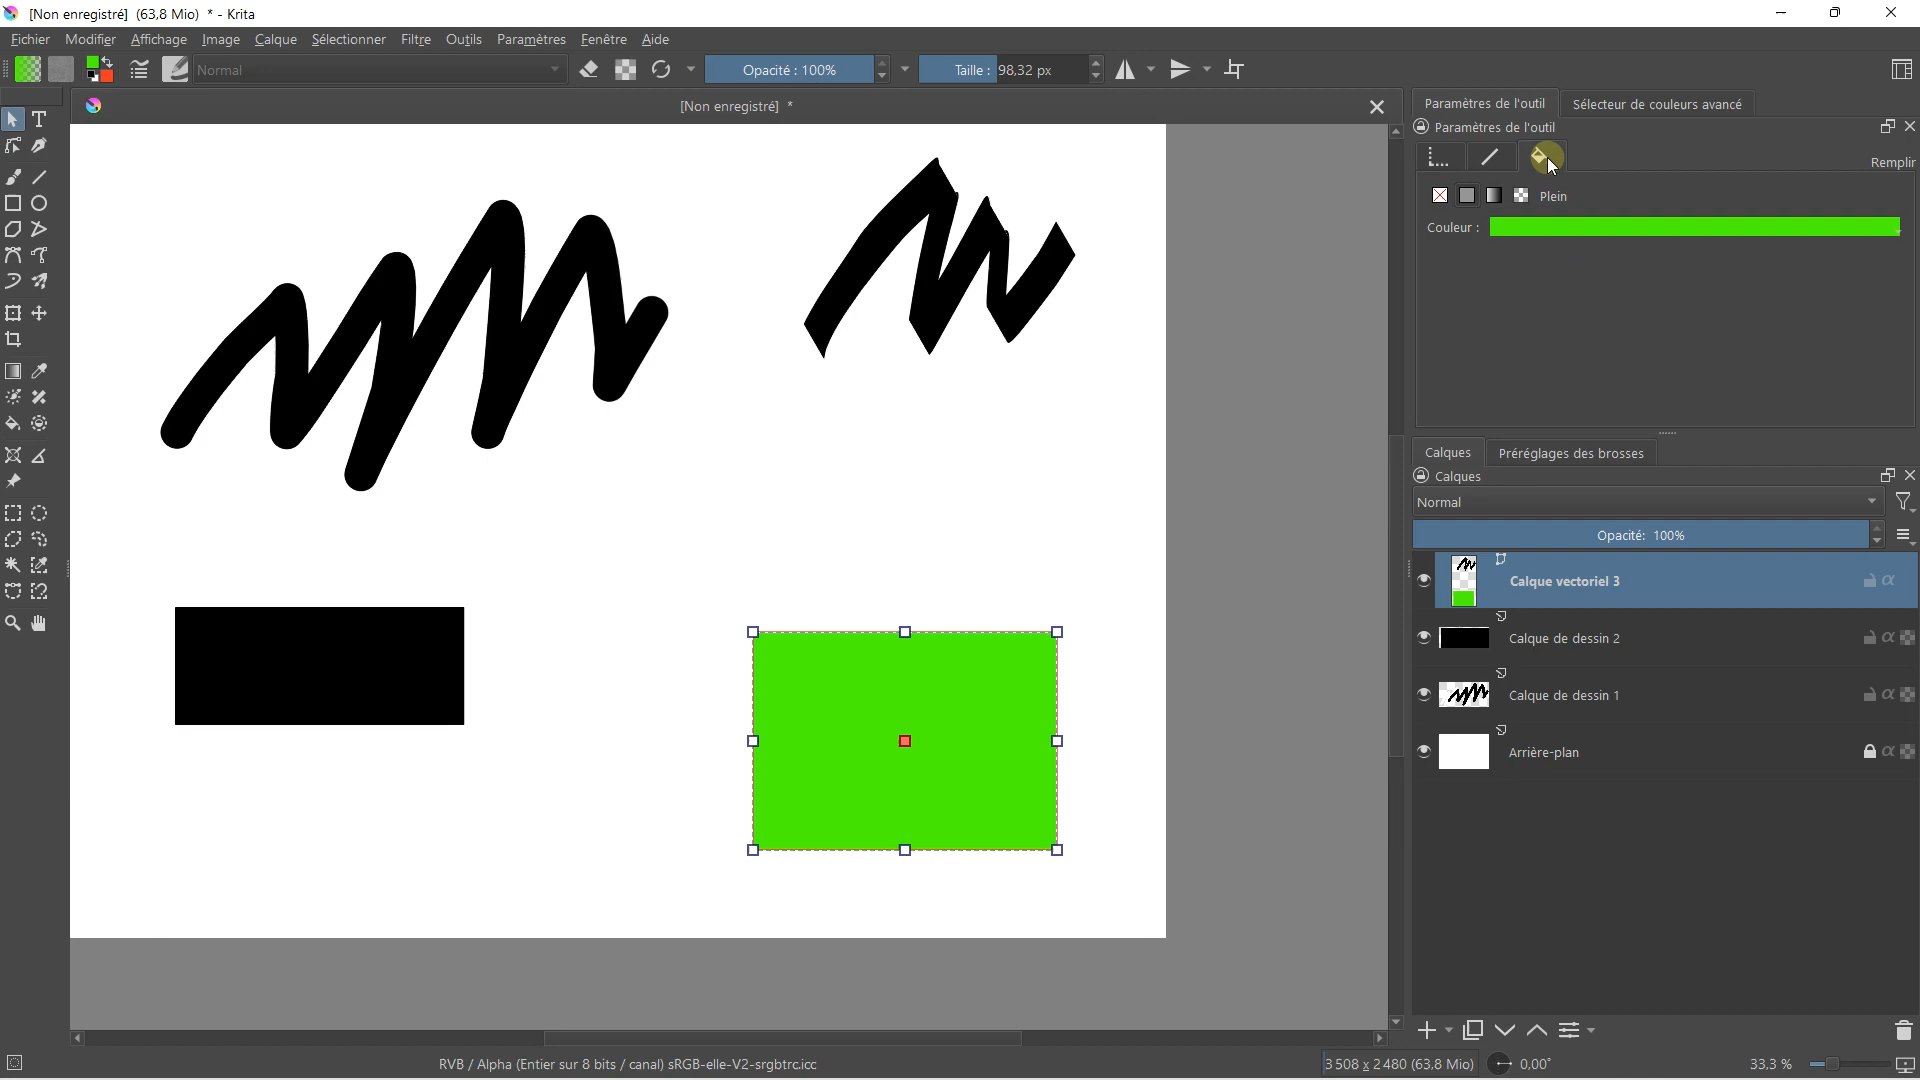 [Non enregistré] (63,8 Mio) * - Krita
Fichier Modifier Affichage Image Calque Sélectionner Filtre Outils Paramètres Fenêtre Aide
Normal Opacité : 100% Taille : 98,32 px
[Non enregistré] *
Paramètres de l'outil Sélecteur de couleurs avancé
Paramètres de l'outil
Remplir
Plein
Couleur :
Calques Préréglages des brosses
Calques
Normal
Opacité: 100%
Calque vectoriel 3
Calque de dessin 2
Calque de dessin 1
Arrière-plan
RVB / Alpha (Entier sur 8 bits / canal) sRGB-elle-V2-srgbtrc.icc 3 508 x 2 480 (63,8 Mio) 0,00° 33,3 %